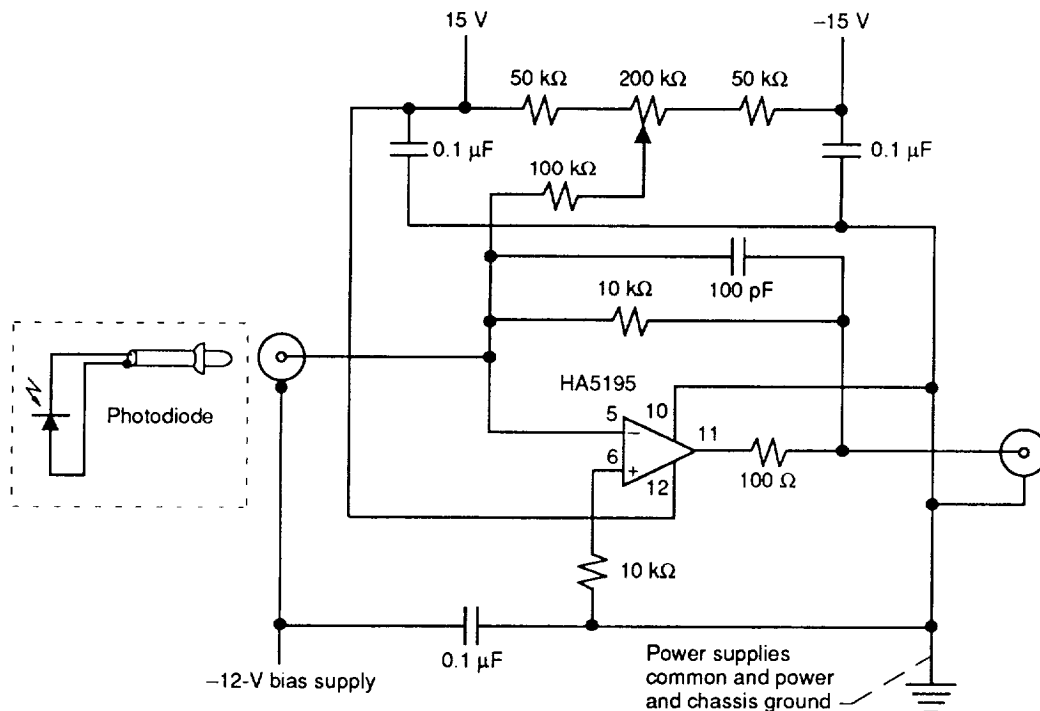 15 V
–15 V
50 kΩ
200 kΩ
50 kΩ
0.1 µF
0.1 µF
100 kΩ
100 pF
10 kΩ
Photodiode
HA5195
5
10
–
11
6
+
12
100 Ω
10 kΩ
0.1 µF
–12-V bias supply
Power supplies
common and power
and chassis ground